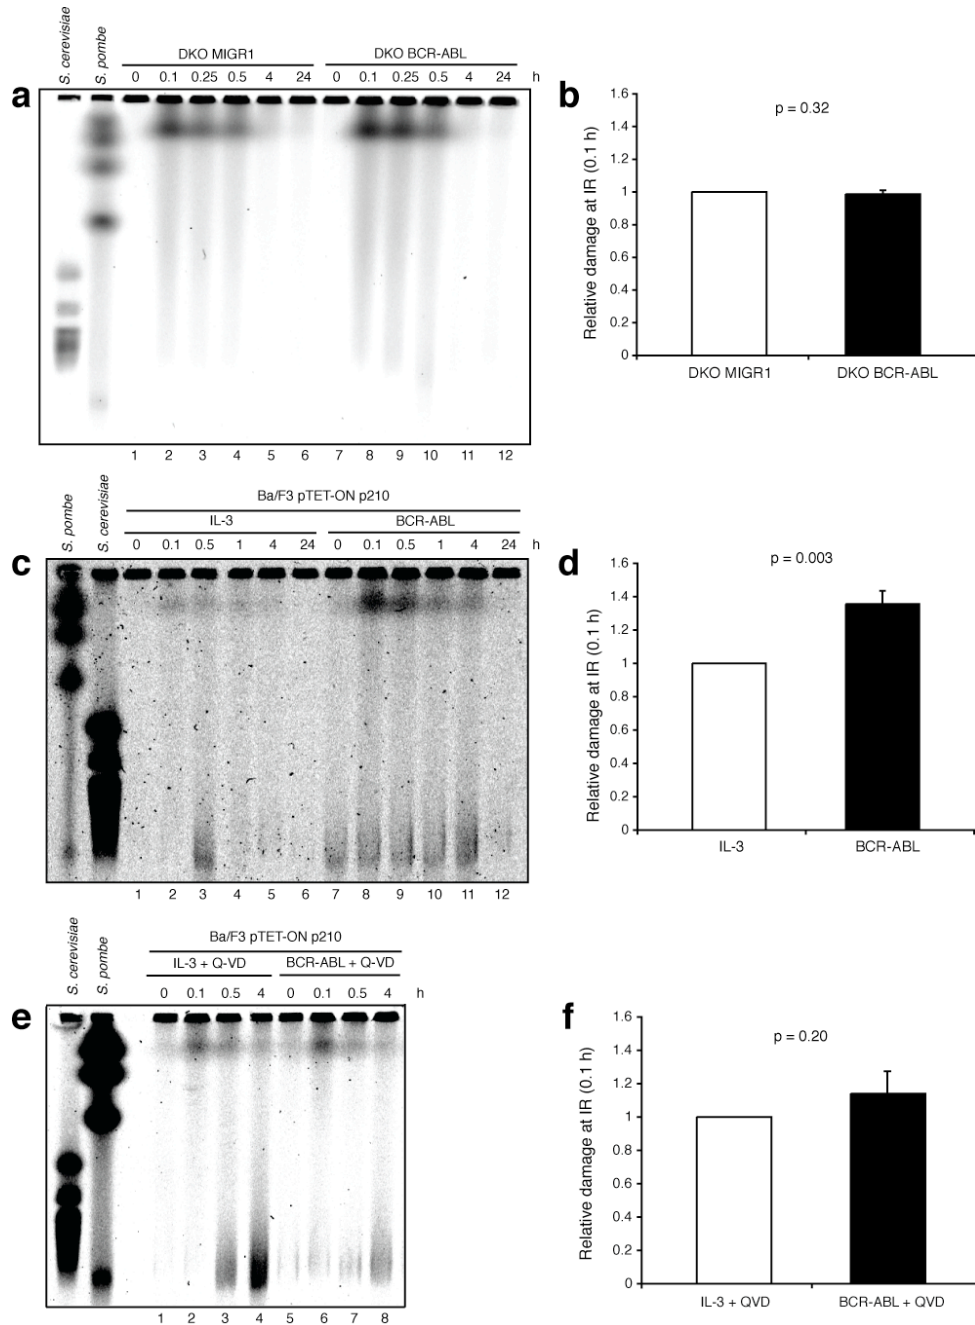 a
S. cerevisiae
S. pombe
DKO MIGR1 DKO BCR-ABL
0 0.1 0.25 0.5 4 24 0 0.1 0.25 0.5 4 24 h
1 2 3 4 5 6 7 8 9 10 11 12
b
p = 0.32
Relative damage at IR (0.1 h)
1.6
1.4
1.2
1
0.8
0.6
0.4
0.2
0
DKO MIGR1 DKO BCR-ABL
c
S. pombe
S. cerevisiae
Ba/F3 pTET-ON p210
IL-3 BCR-ABL
0 0.1 0.5 1 4 24 0 0.1 0.5 1 4 24 h
1 2 3 4 5 6 7 8 9 10 11 12
d
p = 0.003
Relative damage at IR (0.1 h)
1.6
1.4
1.2
1
0.8
0.6
0.4
0.2
0
IL-3 BCR-ABL
e
S. cerevisiae
S. pombe
Ba/F3 pTET-ON p210
IL-3 + Q-VD BCR-ABL + Q-VD
0 0.1 0.5 4 0 0.1 0.5 4 h
1 2 3 4 5 6 7 8
f
p = 0.20
Relative damage at IR (0.1 h)
1.6
1.4
1.2
1
0.8
0.6
0.4
0.2
0
IL-3 + QVD BCR-ABL + QVD